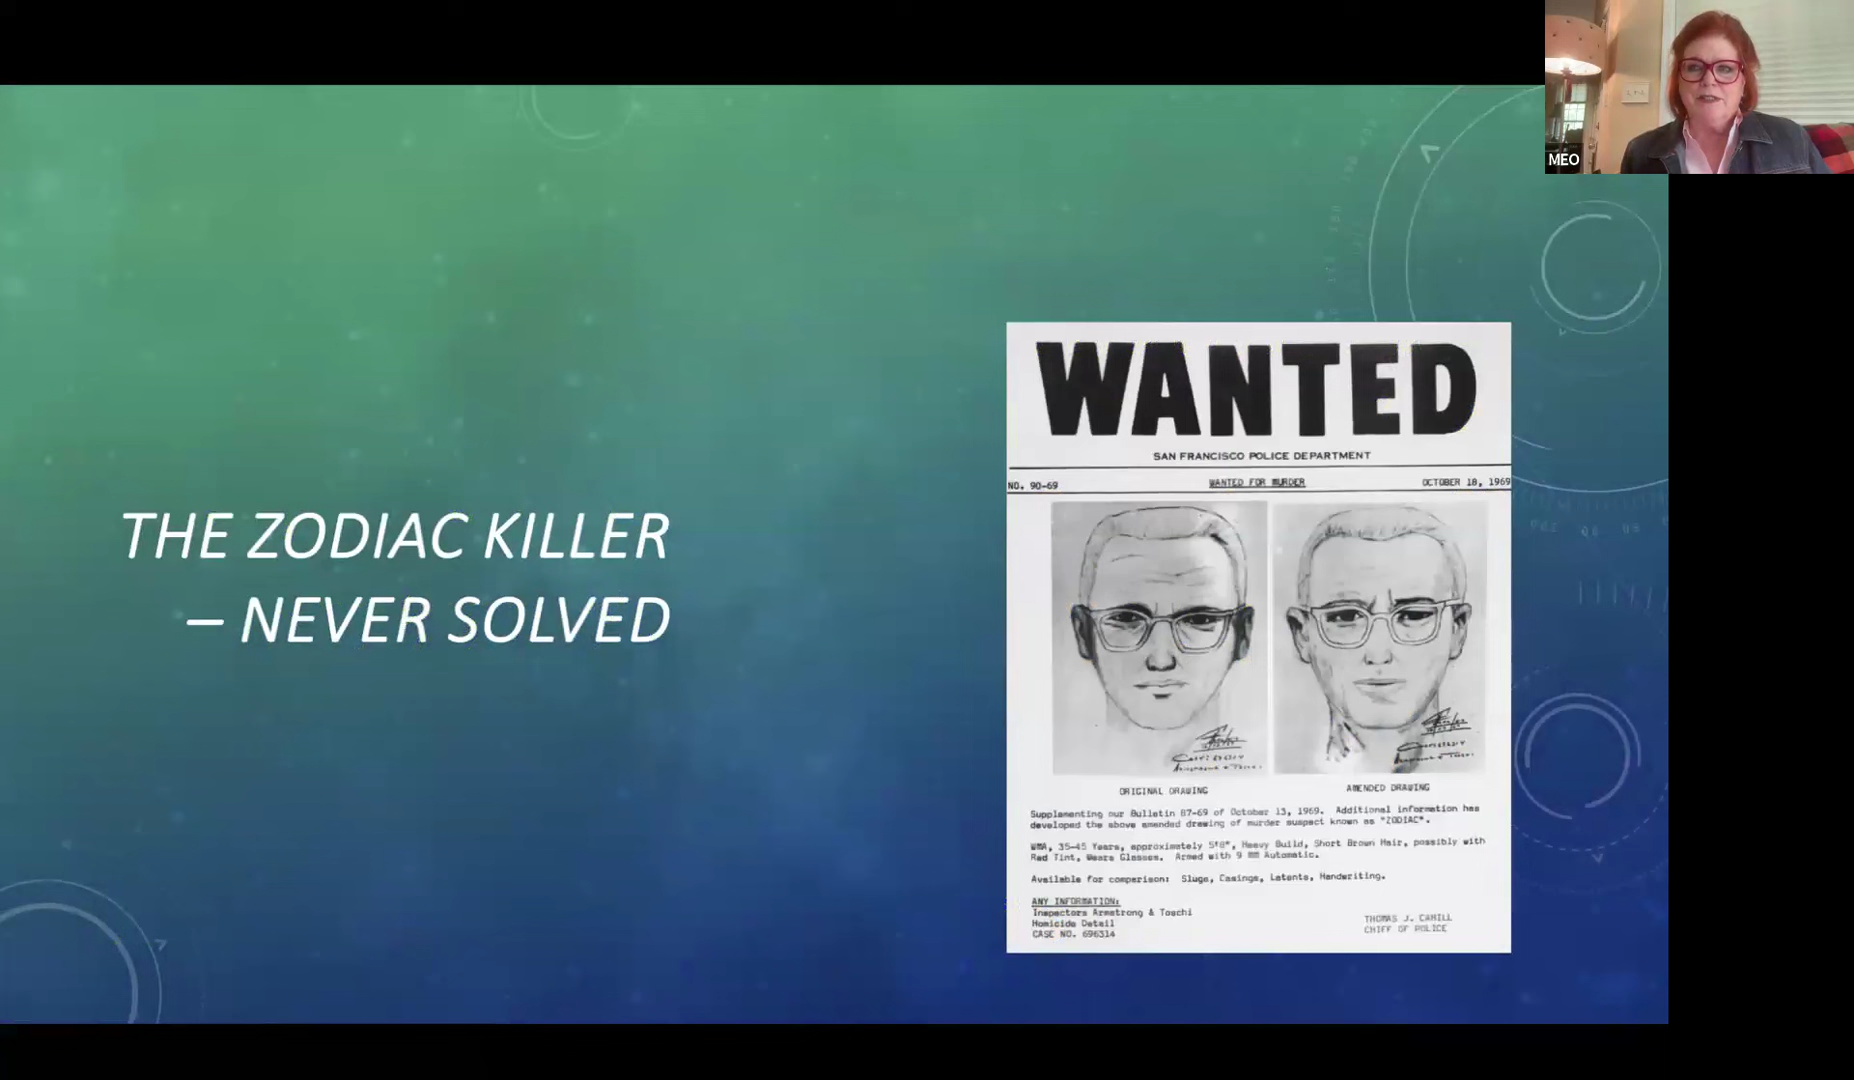 MEO
THE ZODIAC KILLER
– NEVER SOLVED
WANTED
SAN FRANCISCO POLICE DEPARTMENT
NO. 90-69 WANTED FOR MURDER OCTOBER 18, 1969
ORIGINAL DRAWING AMENDED DRAWING
Supplementing our Bulletin 87-69 of October 13, 1969. Additional information has
developed the above amended drawing of murder suspect known as "ZODIAC".
WMA, 35-45 Years, approximately 5'8", Heavy Build, Short Brown Hair, possibly with
Red Tint, Wears Glasses. Armed with 9 MM Automatic.
Available for comparison: Slugs, Casings, Latents, Handwriting.
ANY INFORMATION:
Inspectors Armstrong & Toschi
Homicide Detail
CASE NO. 696314
THOMAS J. CAHILL
CHIEF OF POLICE